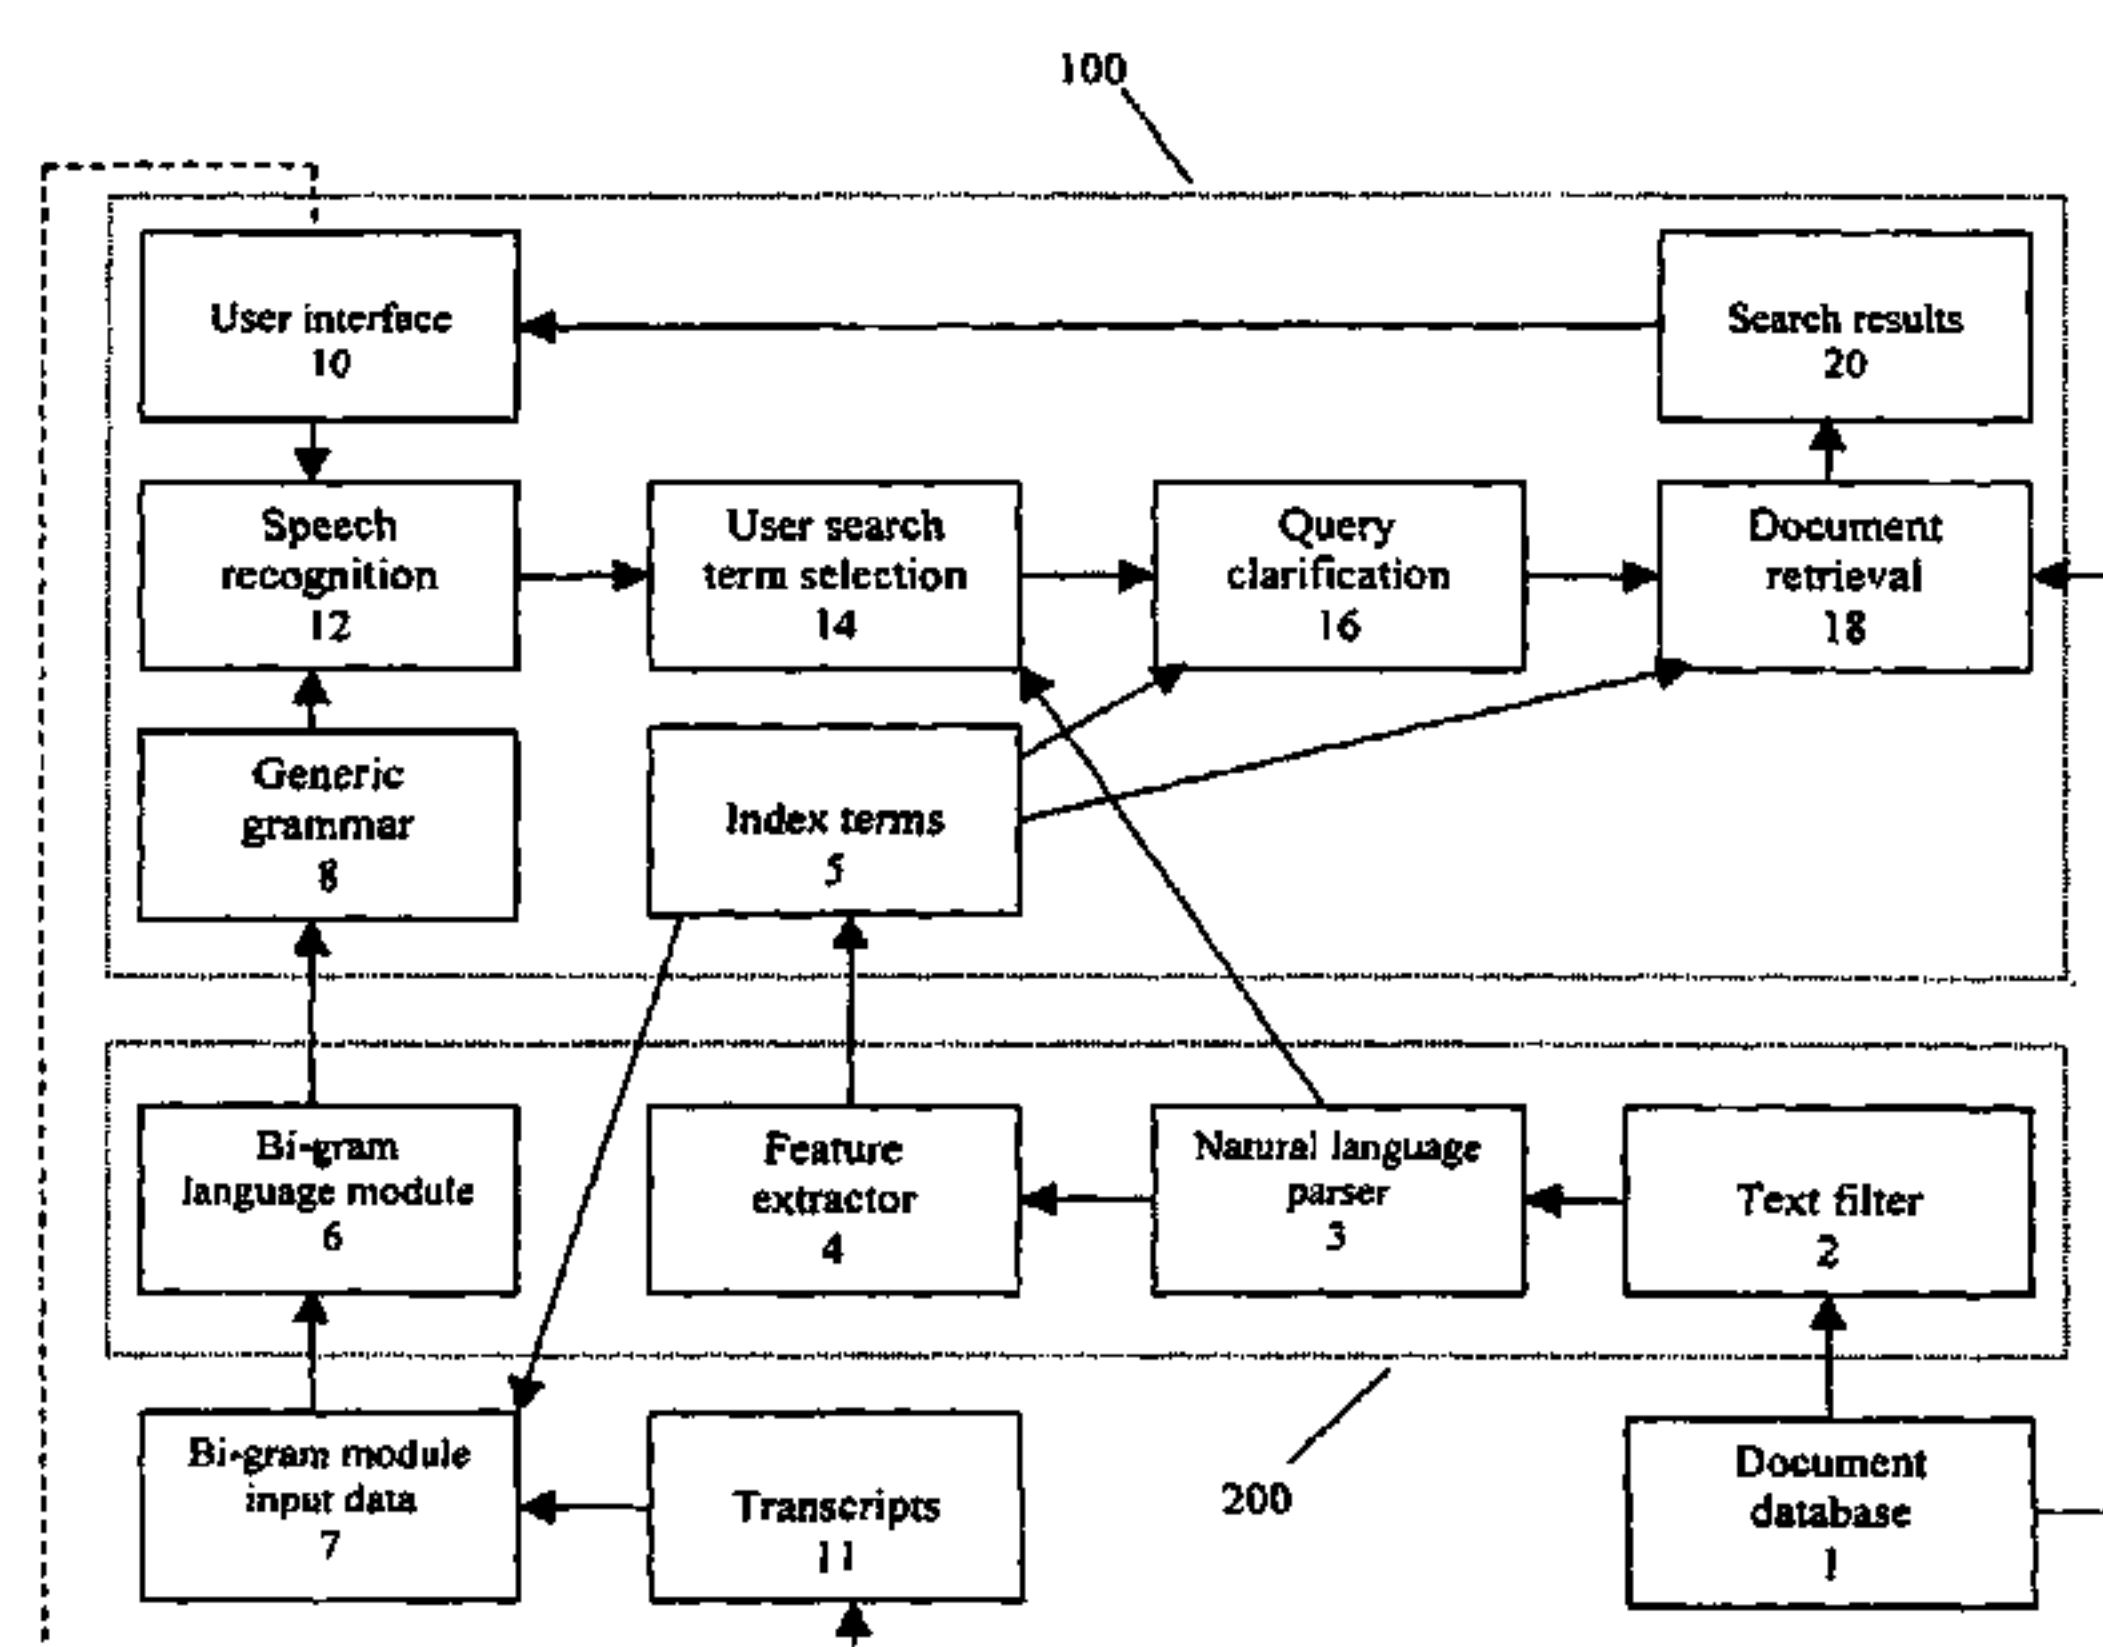 100
User interface
10
Search results
20
Speech
recognition
12
User search
term selection
14
Query
clarification
16
Document
retrieval
18
Generic
grammar
8
Index terms
5
Bi-gram
language module
6
Feature
extractor
4
Natural language
parser
3
Text filter
2
Bi-gram module
input data
7
Transcripts
11
200
Document
database
1